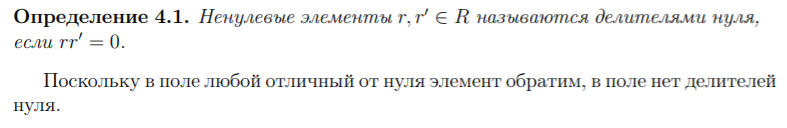 Определение 4.1. Ненулевые элементы r, r′ ∈ R называются делителями нуля,
если rr′ = 0.
Поскольку в поле любой отличный от нуля элемент обратим, в поле нет делителей
нуля.